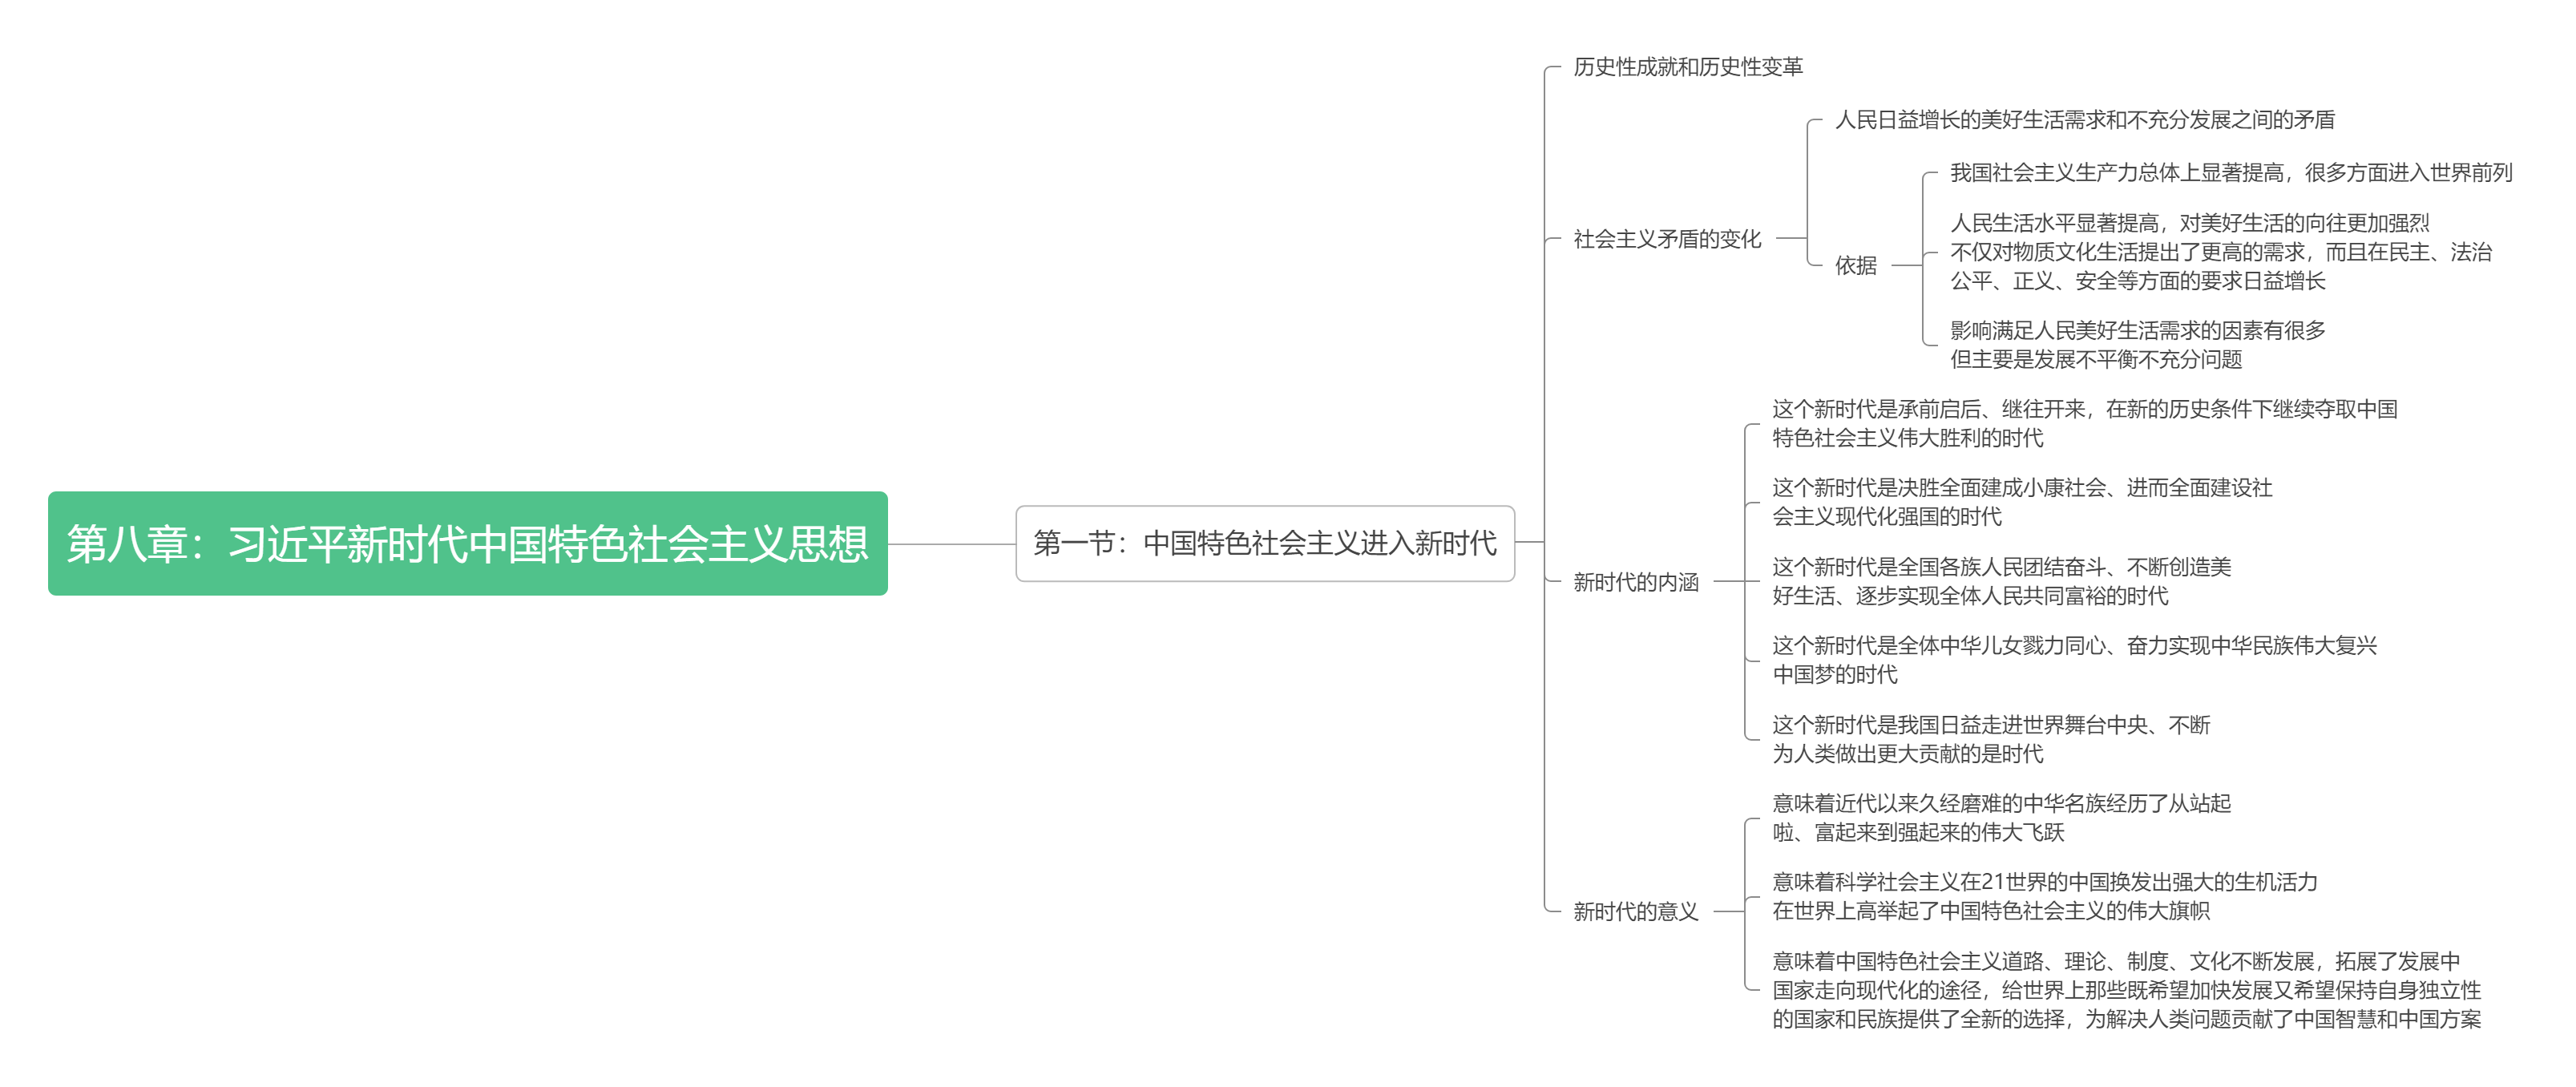 第八章：习近平新时代中国特色社会主义思想
第一节：中国特色社会主义进入新时代
历史性成就和历史性变革
社会主义矛盾的变化
人民日益增长的美好生活需求和不充分发展之间的矛盾
依据
我国社会主义生产力总体上显著提高，很多方面进入世界前列
人民生活水平显著提高，对美好生活的向往更加强烈
不仅对物质文化生活提出了更高的需求，而且在民主、法治
公平、正义、安全等方面的要求日益增长
影响满足人民美好生活需求的因素有很多
但主要是发展不平衡不充分问题
新时代的内涵
这个新时代是承前启后、继往开来，在新的历史条件下继续夺取中国
特色社会主义伟大胜利的时代
这个新时代是决胜全面建成小康社会、进而全面建设社
会主义现代化强国的时代
这个新时代是全国各族人民团结奋斗、不断创造美
好生活、逐步实现全体人民共同富裕的时代
这个新时代是全体中华儿女戮力同心、奋力实现中华民族伟大复兴
中国梦的时代
这个新时代是我国日益走进世界舞台中央、不断
为人类做出更大贡献的是时代
新时代的意义
意味着近代以来久经磨难的中华名族经历了从站起
啦、富起来到强起来的伟大飞跃
意味着科学社会主义在21世界的中国换发出强大的生机活力
在世界上高举起了中国特色社会主义的伟大旗帜
意味着中国特色社会主义道路、理论、制度、文化不断发展，拓展了发展中
国家走向现代化的途径，给世界上那些既希望加快发展又希望保持自身独立性
的国家和民族提供了全新的选择，为解决人类问题贡献了中国智慧和中国方案